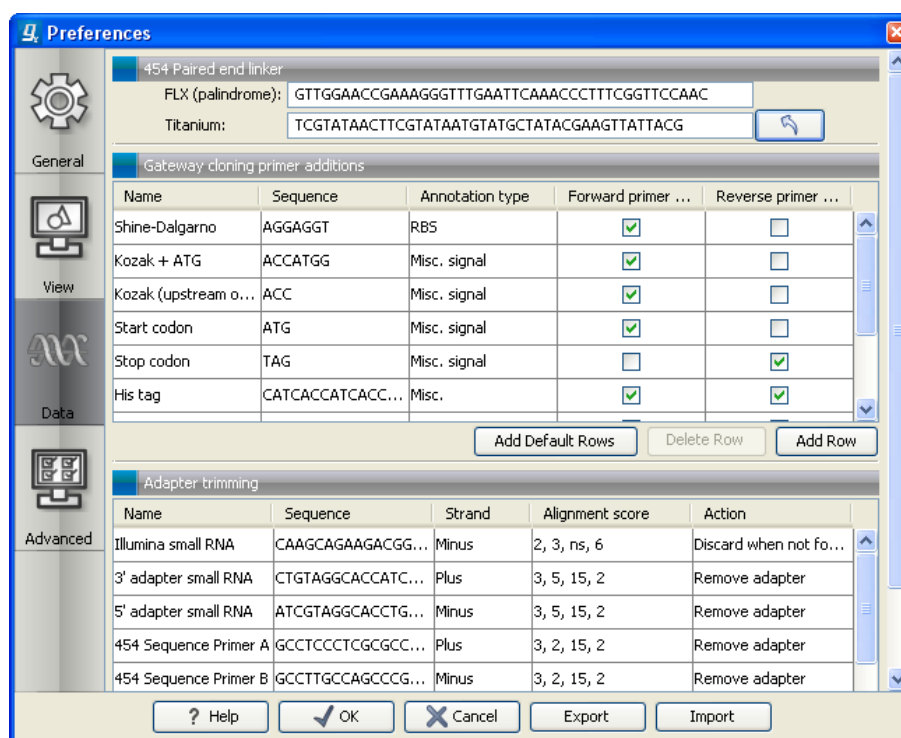 Preferences
454 Paired end linker
FLX (palindrome): GTTGGAACCGAAAGGGTTTGAATTCAAACCCTTTCGGTTCCAAC
Titanium: TCGTATAACTTCGTATAATGTATGCTATACGAAGTTATTACG
General
Gateway cloning primer additions
Name Sequence Annotation type Forward primer ... Reverse primer ...
Shine-Dalgarno AGGAGGT RBS
Kozak + ATG ACCATGG Misc. signal
View
Kozak (upstream o... ACC Misc. signal
Start codon ATG Misc. signal
Stop codon TAG Misc. signal
His tag CATCACCATCACC... Misc.
Data
Add Default Rows Delete Row Add Row
Adapter trimming
Name Sequence Strand Alignment score Action
Advanced
Illumina small RNA CAAGCAGAAGACGG... Minus 2, 3, ns, 6 Discard when not fo...
3' adapter small RNA CTGTAGGCACCATC... Plus 3, 5, 15, 2 Remove adapter
5' adapter small RNA ATCGTAGGCACCTG... Minus 3, 5, 15, 2 Remove adapter
454 Sequence Primer A GCCTCCCTCGCGCC... Plus 3, 2, 15, 2 Remove adapter
454 Sequence Primer B GCCTTGCCAGCCCG... Minus 3, 2, 15, 2 Remove adapter
? Help OK Cancel Export Import